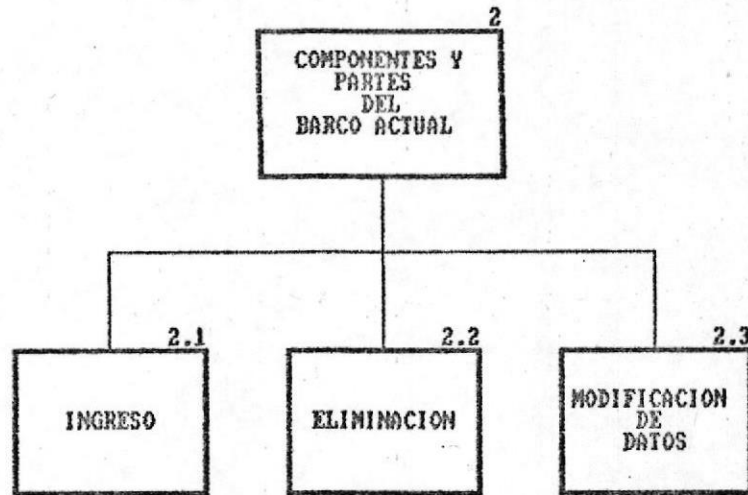 2
COMPONENTES Y
PARTES
DEL
BARCO ACTUAL
2.1
INGRESO
2.2
ELIMINACION
2.3
MODIFICACION
DE
DATOS